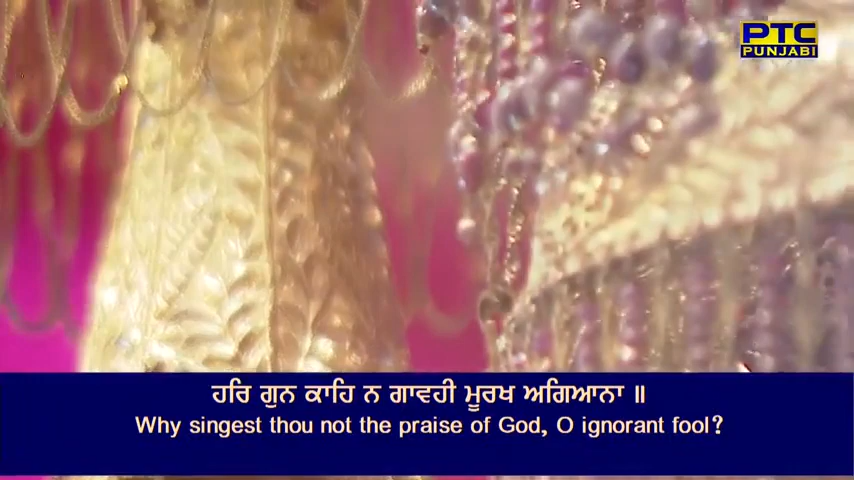 PTC
PUNJABI
ਹਰਿ ਗੁਨ ਕਾਹਿ ਨ ਗਾਵਹੀ ਮੂਰਖ ਅਗਿਆਨਾ ॥
Why singest thou not the praise of God, O ignorant fool?